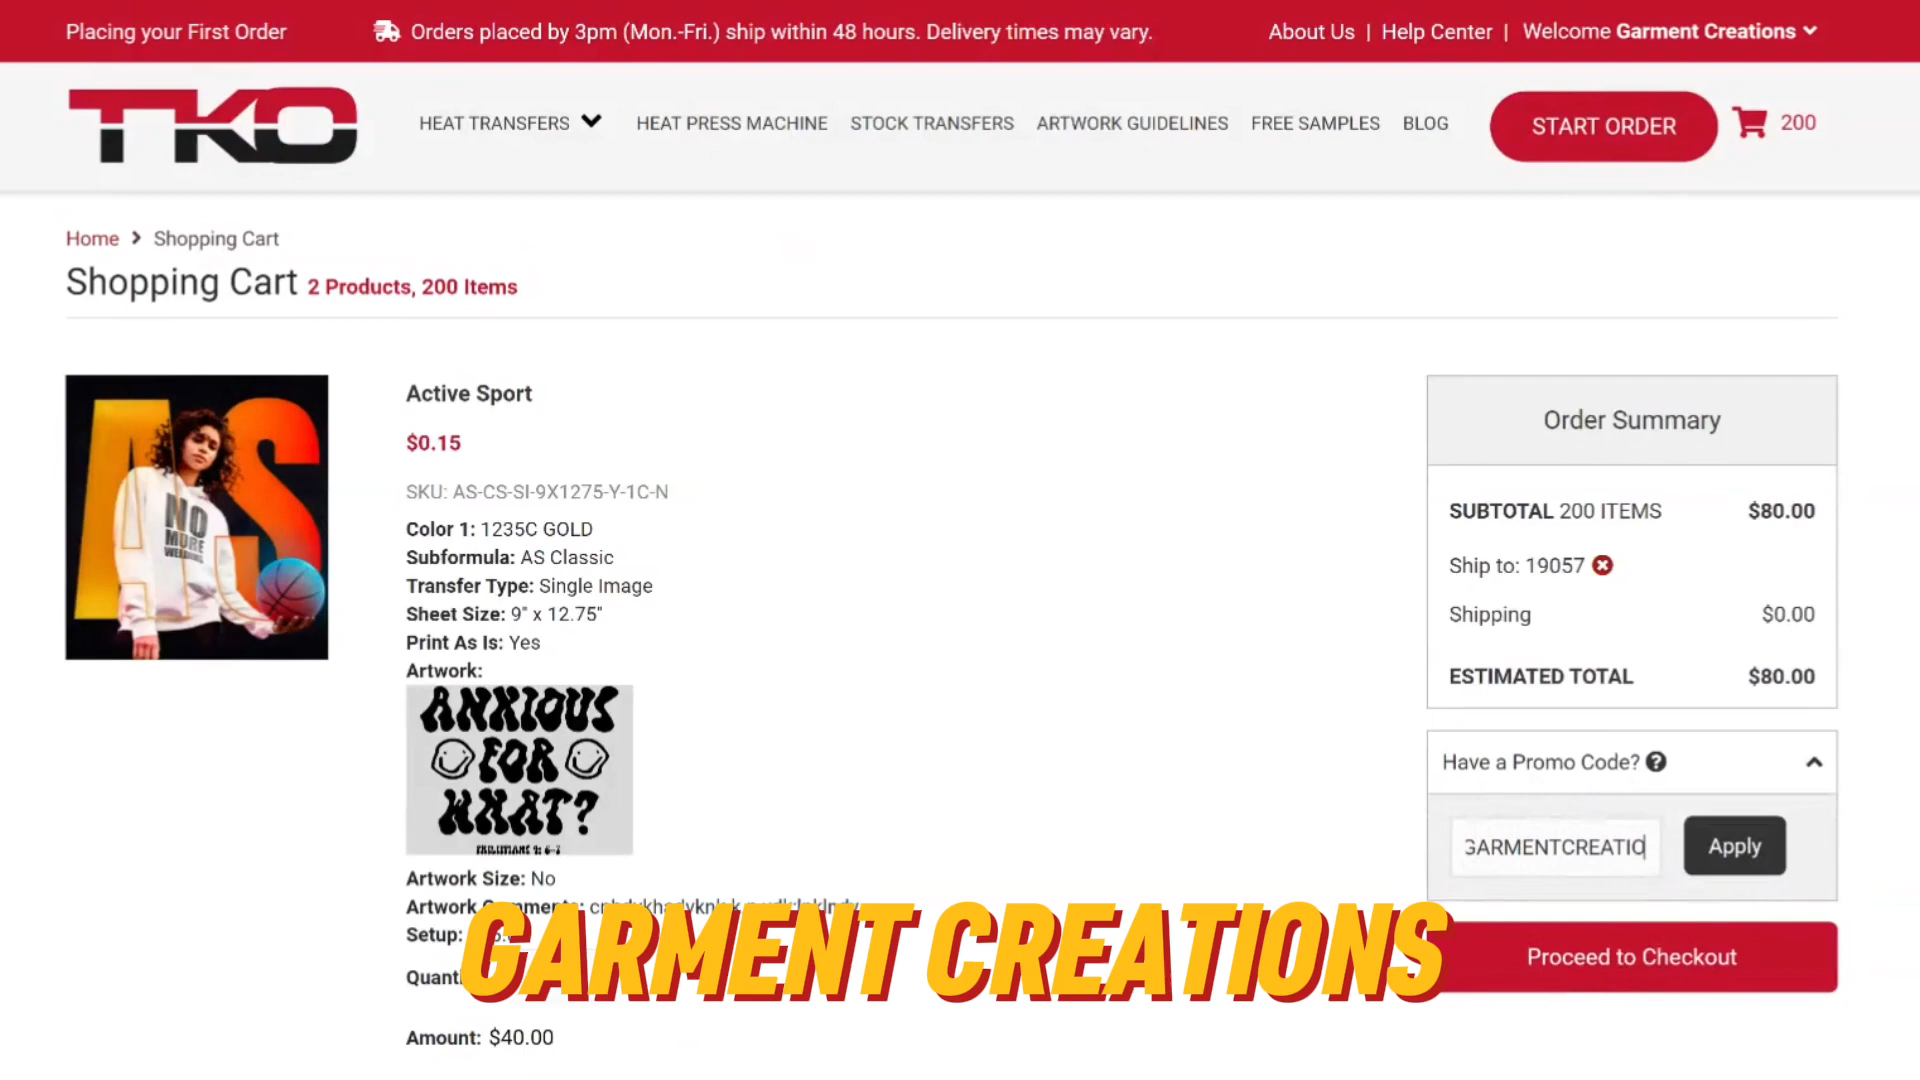 Placing your First Order
Orders placed by 3pm (Mon.-Fri.) ship within 48 hours. Delivery times may vary.
About Us | Help Center | Welcome Garment Creations
TKO
HEAT TRANSFERS
HEAT PRESS MACHINE
STOCK TRANSFERS
ARTWORK GUIDELINES
FREE SAMPLES
BLOG
START ORDER
200
Home > Shopping Cart
Shopping Cart 2 Products, 200 Items
AS
NO
MORE
Active Sport
$0.15
SKU: AS-CS-SI-9X1275-Y-1C-N
Color 1: 1235C GOLD
Subformula: AS Classic
Transfer Type: Single Image
Sheet Size: 9" x 12.75"
Print As Is: Yes
Artwork:
ANXIOUS
FOR
WHAT?
Artwork Size: No
Artwork
Setup:
Amount: $40.00
Order Summary
SUBTOTAL 200 ITEMS $80.00
Ship to: 19057
Shipping $0.00
ESTIMATED TOTAL $80.00
Have a Promo Code?
GARMENTCREATIO
Apply
Proceed to Checkout
GARMENT CREATIONS